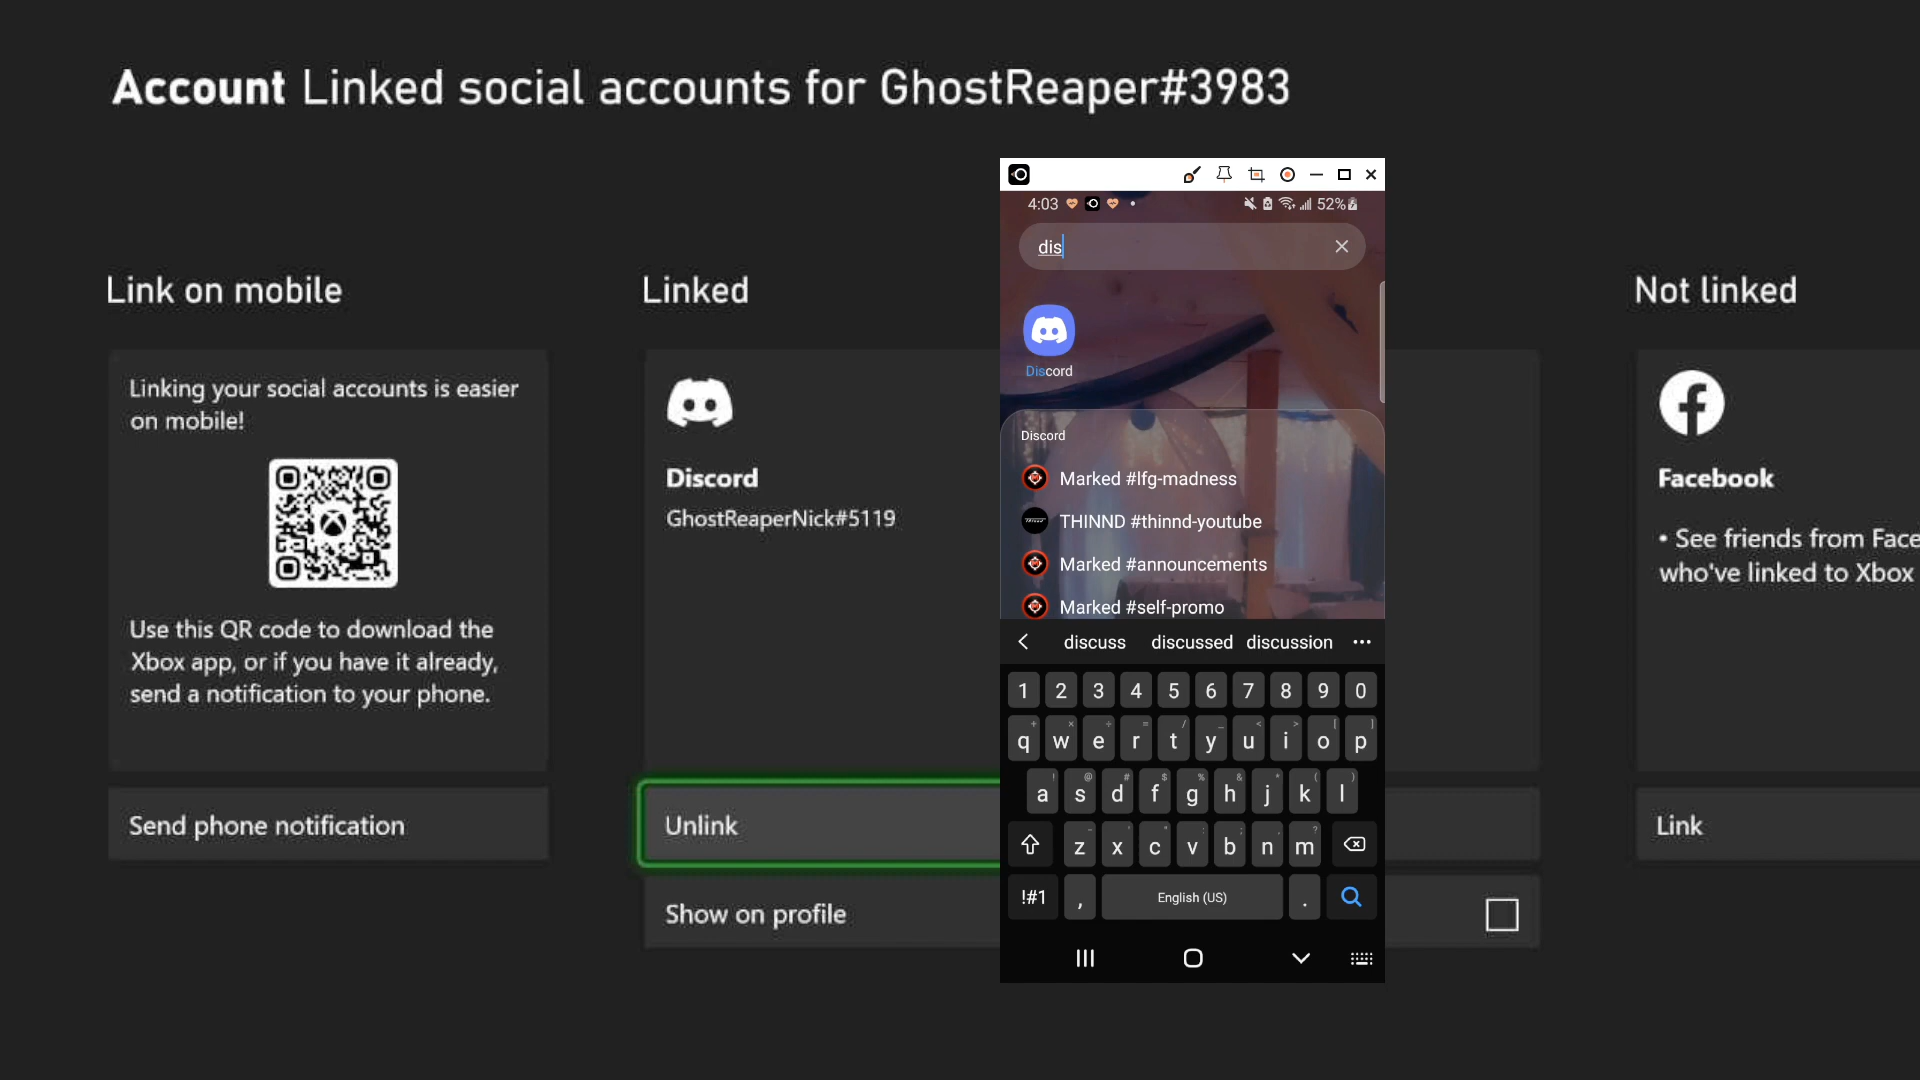 Account Linked social accounts for GhostReaper#3983
Link on mobile
Linking your social accounts is easier
on mobile!
Use this QR code to download the
Xbox app, or if you have it already,
send a notification to your phone.
Send phone notification
Linked
Discord
GhostReaperNick#5119
Unlink
Show on profile
4:03
52%
dis
Discord
Discord
Marked #lfg-madness
THINND #thinnd-youtube
Marked #announcements
Marked #self-promo
discuss discussed discussion
1 2 3 4 5 6 7 8 9 0
q w e r t y u i o p
a s d f g h j k l
z x c v b n m
!#1 , English (US) .
Not linked
Facebook
• See friends from Face
who've linked to Xbox
Link